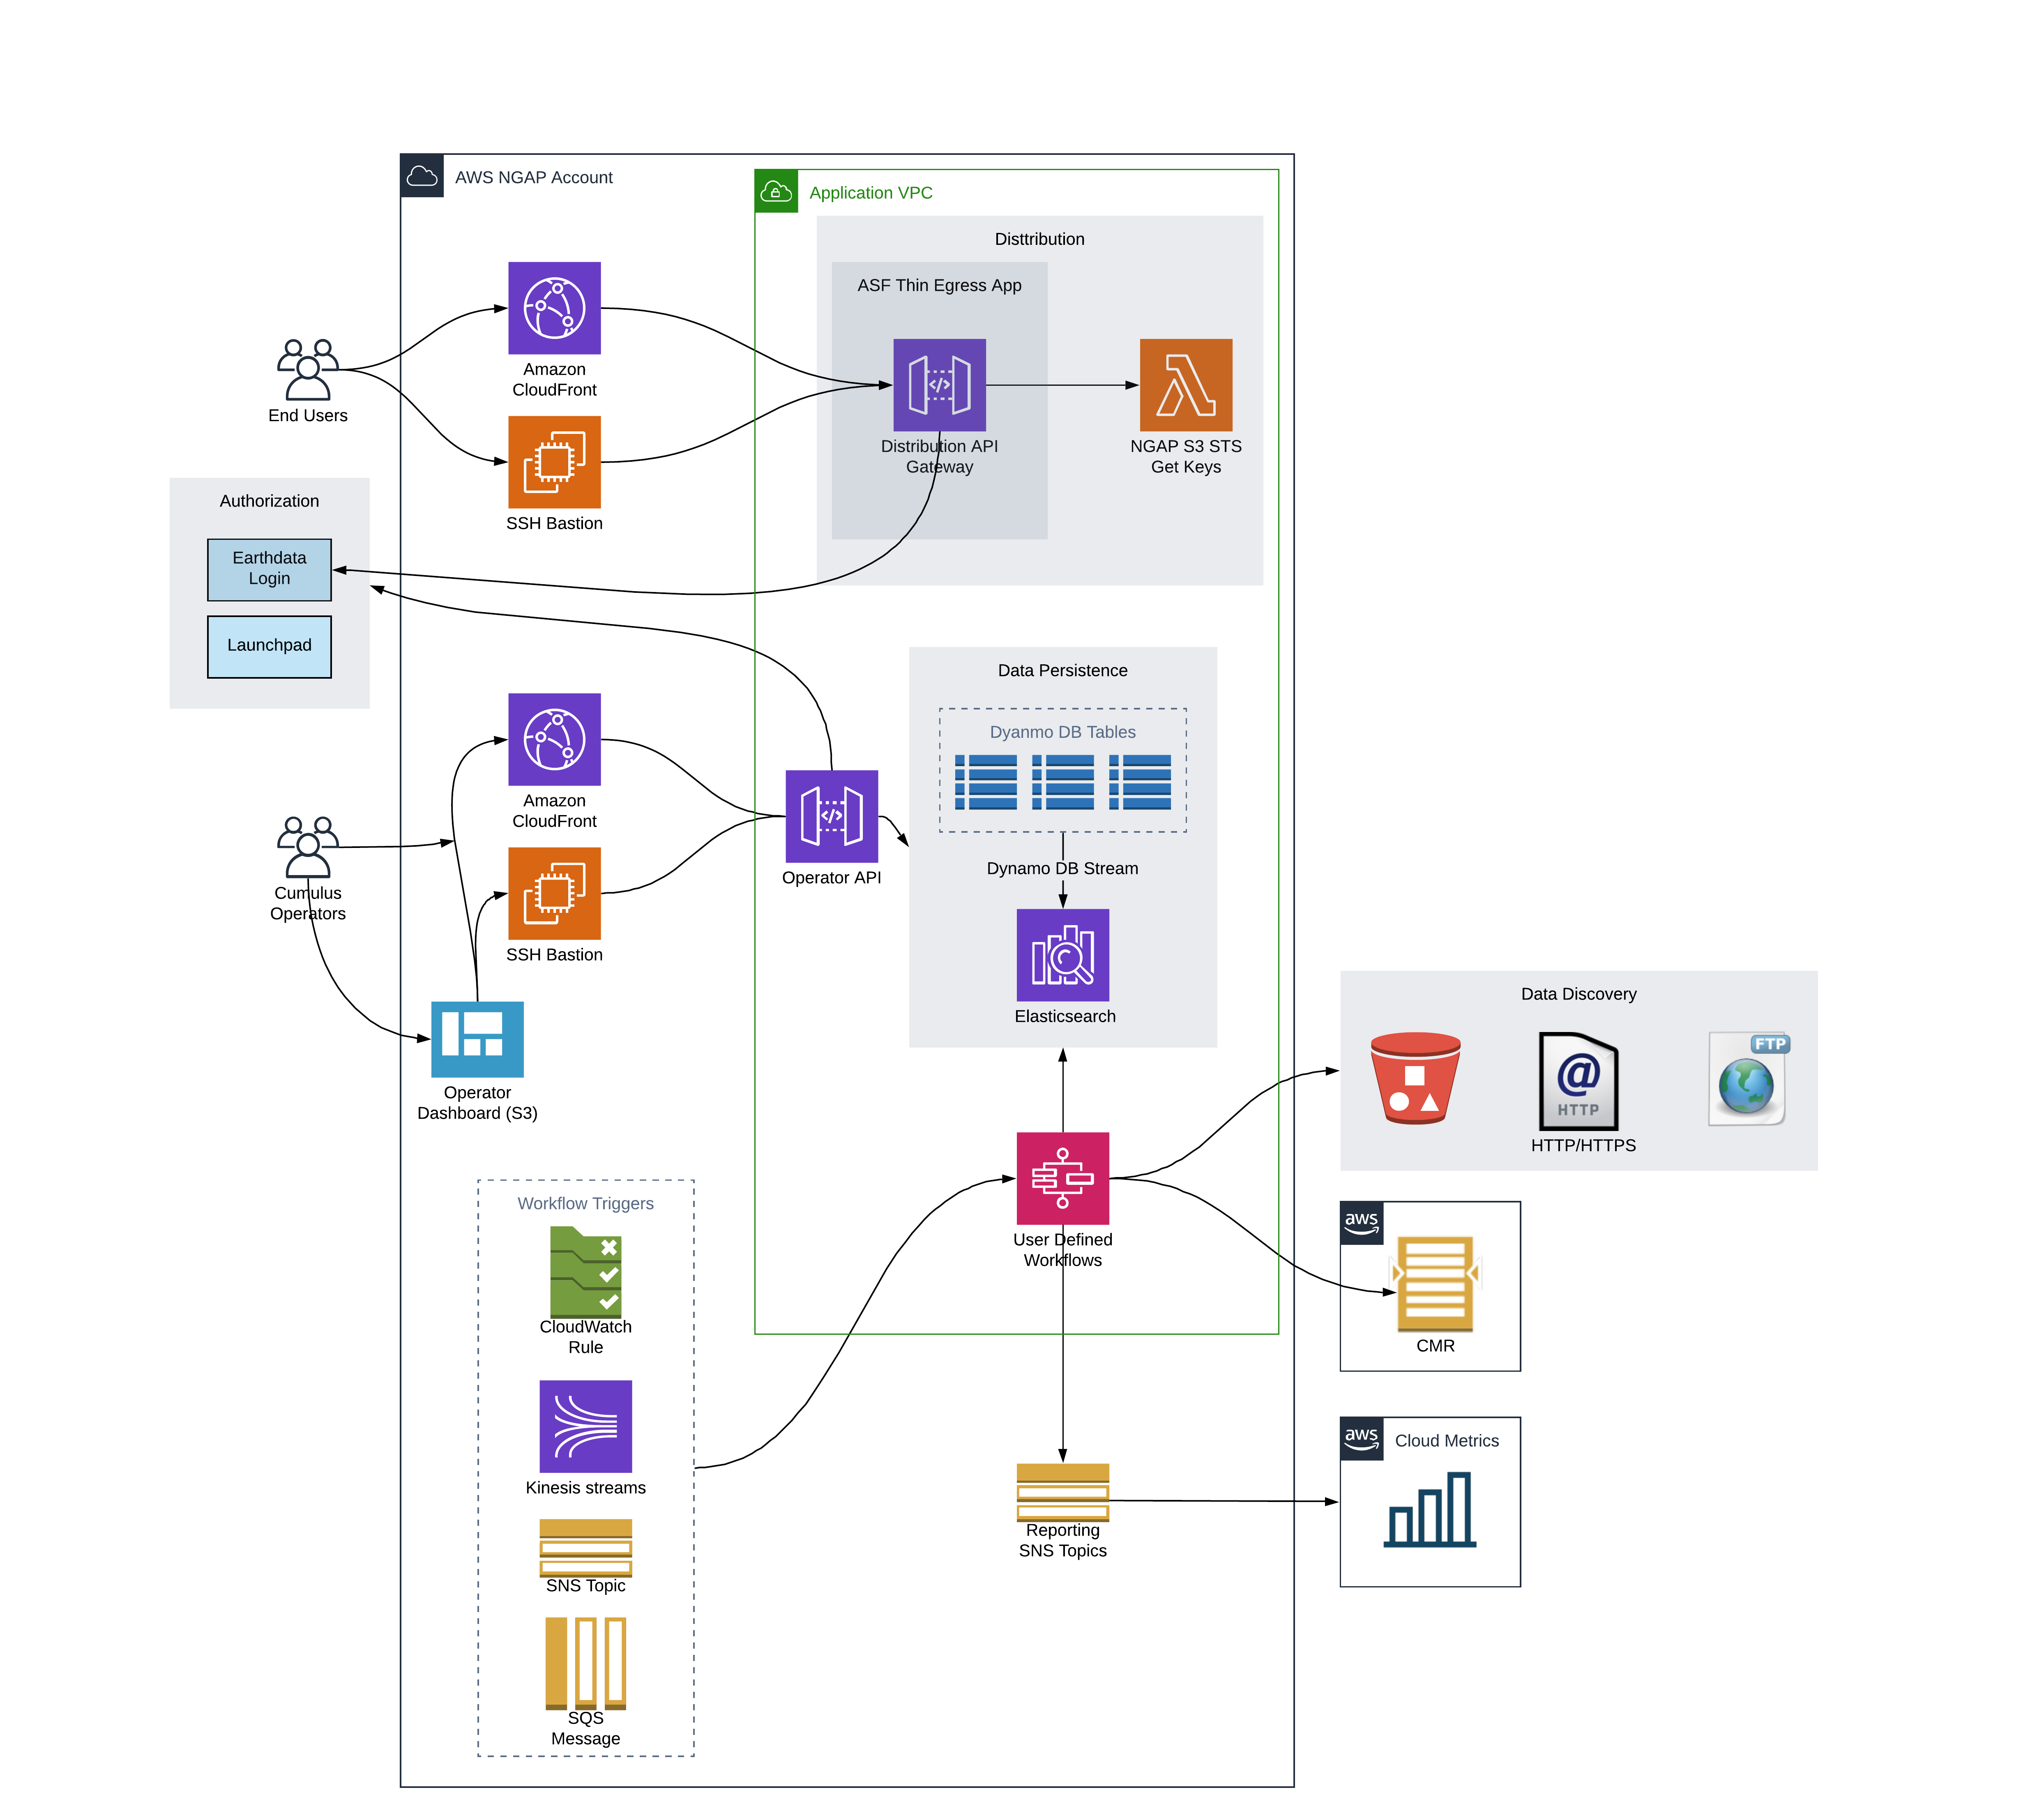 AWS NGAP Account
Application VPC
Disttribution
ASF Thin Egress App
Amazon
CloudFront
End Users
Distribution API
Gateway
NGAP S3 STS
Get Keys
SSH Bastion
Authorization
Earthdata
Login
Launchpad
Data Persistence
Dyanmo DB Tables
Amazon
CloudFront
Cumulus
Operators
Operator API
Dynamo DB Stream
SSH Bastion
Elasticsearch
Operator
Dashboard (S3)
Data Discovery
FTP
@
HTTP
HTTP/HTTPS
Workflow Triggers
User Defined
Workflows
aws
CloudWatch
Rule
CMR
aws
Cloud Metrics
Kinesis streams
Reporting
SNS Topics
SNS Topic
SQS
Message